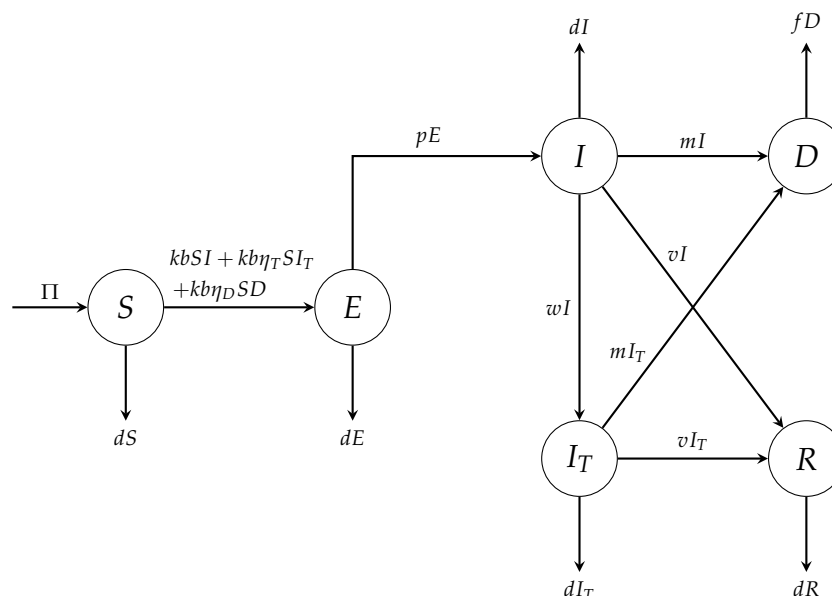 dI
fD
pE
I
mI
D
kbSI + kbη_T SI_T
+kbη_D SD
vI
Π
S
E
wI
mI_T
dS
dE
I_T
vI_T
R
dI_T
dR